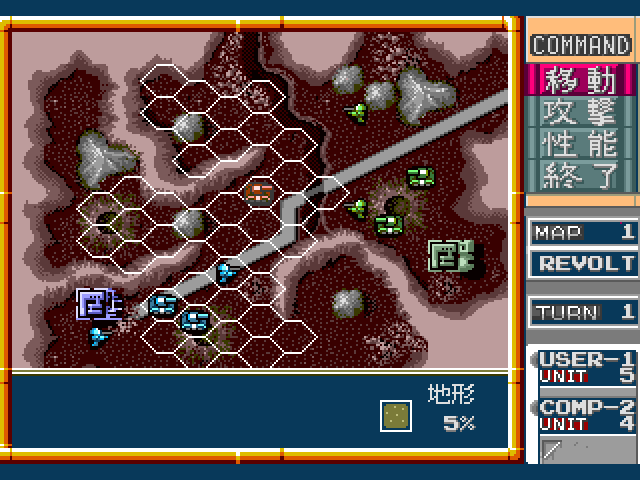 COMMAND
移動
攻撃
性能
終了
MAP 1
REVOLT
TURN 1
USER-1
UNIT 5
COMP-2
UNIT 4
地形
5%